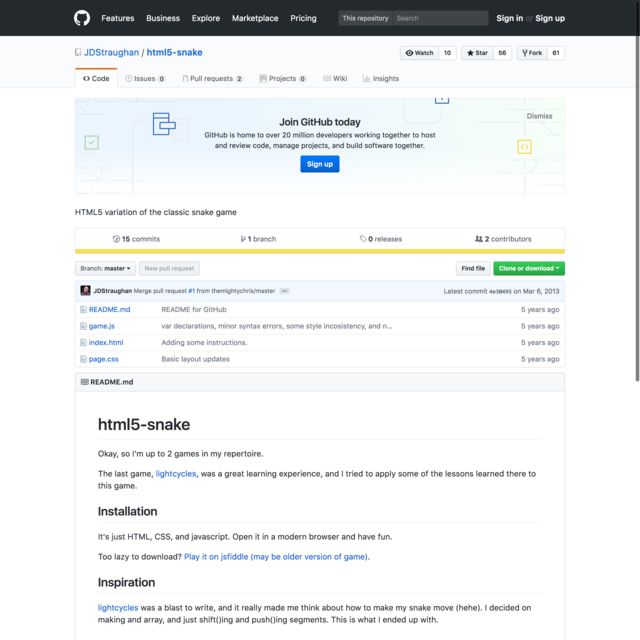 Features Business Explore Marketplace Pricing This repository Search Sign in or Sign up
JDStraughan / html5-snake Watch 10 Star 56 Fork 61
Code Issues 0 Pull requests 2 Projects 0 Wiki Insights
Dismiss
Join GitHub today
GitHub is home to over 20 million developers working together to host
and review code, manage projects, and build software together.
Sign up
HTML5 variation of the classic snake game
15 commits 1 branch 0 releases 2 contributors
Branch: master New pull request Find file Clone or download
JDStraughan Merge pull request #1 from themightychris/master Latest commit 4e30495 on Mar 6, 2013
README.md README for GitHub 5 years ago
game.js var declarations, minor syntax errors, some style incosistency, and n... 5 years ago
index.html Adding some instructions. 5 years ago
page.css Basic layout updates 5 years ago
README.md
html5-snake
Okay, so I'm up to 2 games in my repertoire.
The last game, lightcycles, was a great learning experience, and I tried to apply some of the lessons learned there to
this game.
Installation
It's just HTML, CSS, and javascript. Open it in a modern browser and have fun.
Too lazy to download? Play it on jsfiddle (may be older version of game).
Inspiration
lightcycles was a blast to write, and it really made me think about how to make my snake move (hehe). I decided on
making and array, and just shift()ing and push()ing segments. This is what I ended up with.